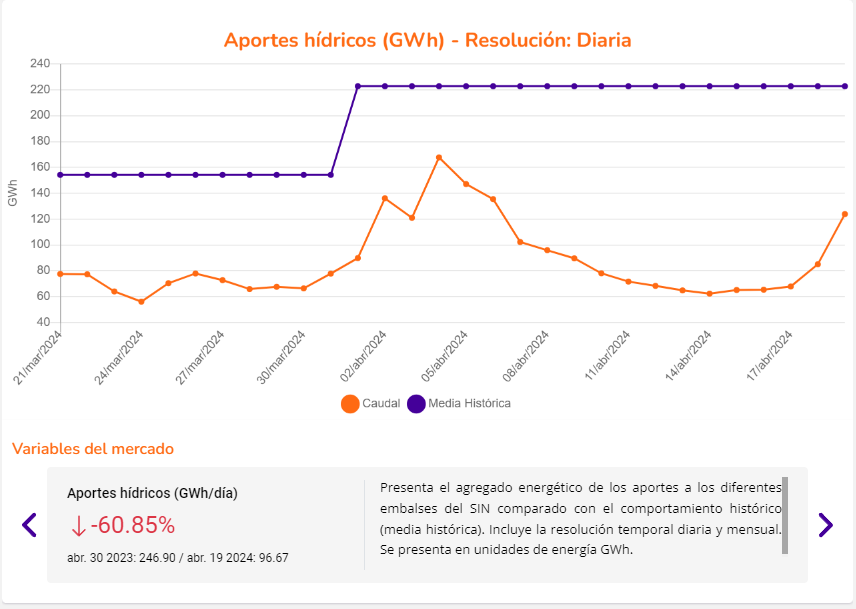 Aportes hídricos (GWh) - Resolución: Diaria
240
220
200
180
160
140
120
100
80
60
40
GWh
21/mar/2024
24/mar/2024
27/mar/2024
30/mar/2024
02/abr/2024
05/abr/2024
08/abr/2024
11/abr/2024
14/abr/2024
17/abr/2024
Caudal
Media Histórica
Variables del mercado
Aportes hídricos (GWh/día)
↓-60.85%
abr. 30 2023: 246.90 / abr. 19 2024: 96.67
Presenta el agregado energético de los aportes a los diferentes
embalses del SIN comparado con el comportamiento histórico
(media histórica). Incluye la resolución temporal diaria y mensual.
Se presenta en unidades de energía GWh.